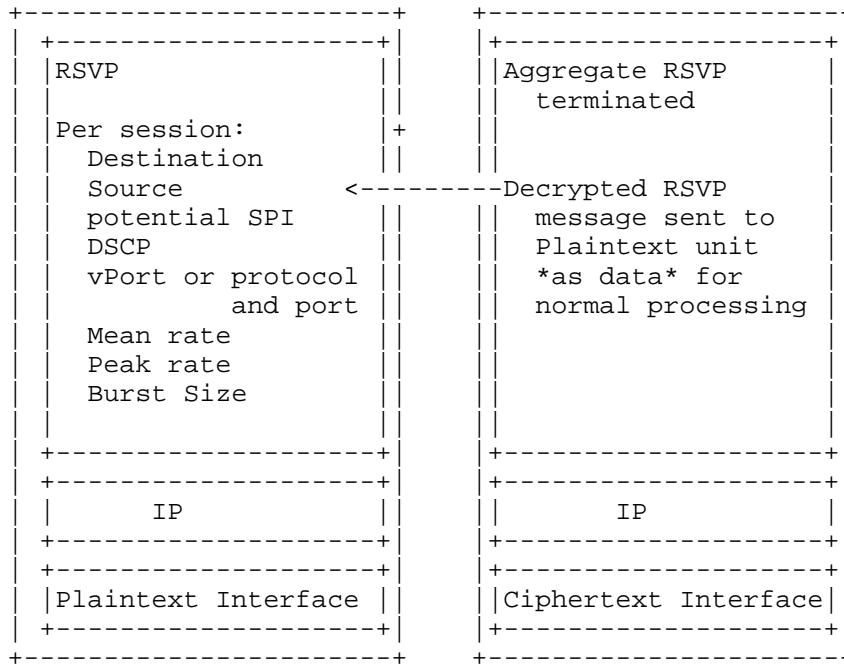 RSVP
Per session:
Destination
Source
potential SPI
DSCP
vPort or protocol
and port
Mean rate
Peak rate
Burst Size
IP
Plaintext Interface
Aggregate RSVP
terminated
Decrypted RSVP
message sent to
Plaintext unit
*as data* for
normal processing
IP
Ciphertext Interface